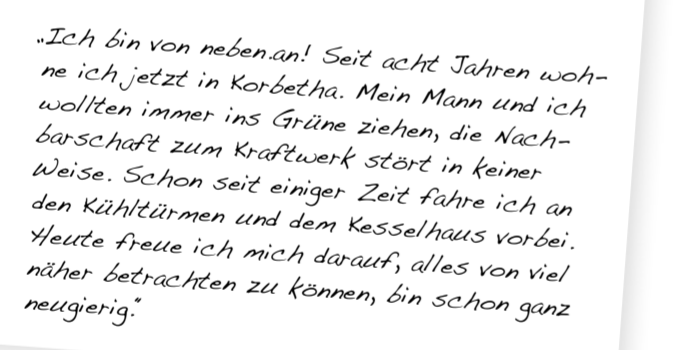 „Ich bin von neben.an! Seit acht Jahren woh-
ne ich jetzt in Korbetha. Mein Mann und ich
wollten immer ins Grüne ziehen, die Nach-
barschaft zum Kraftwerk stört in keiner
Weise. Schon seit einiger Zeit fahre ich an
den Kühltürmen und dem Kesselhaus vorbei.
Heute freue ich mich darauf, alles von viel
näher betrachten zu können, bin schon ganz
neugierig.“